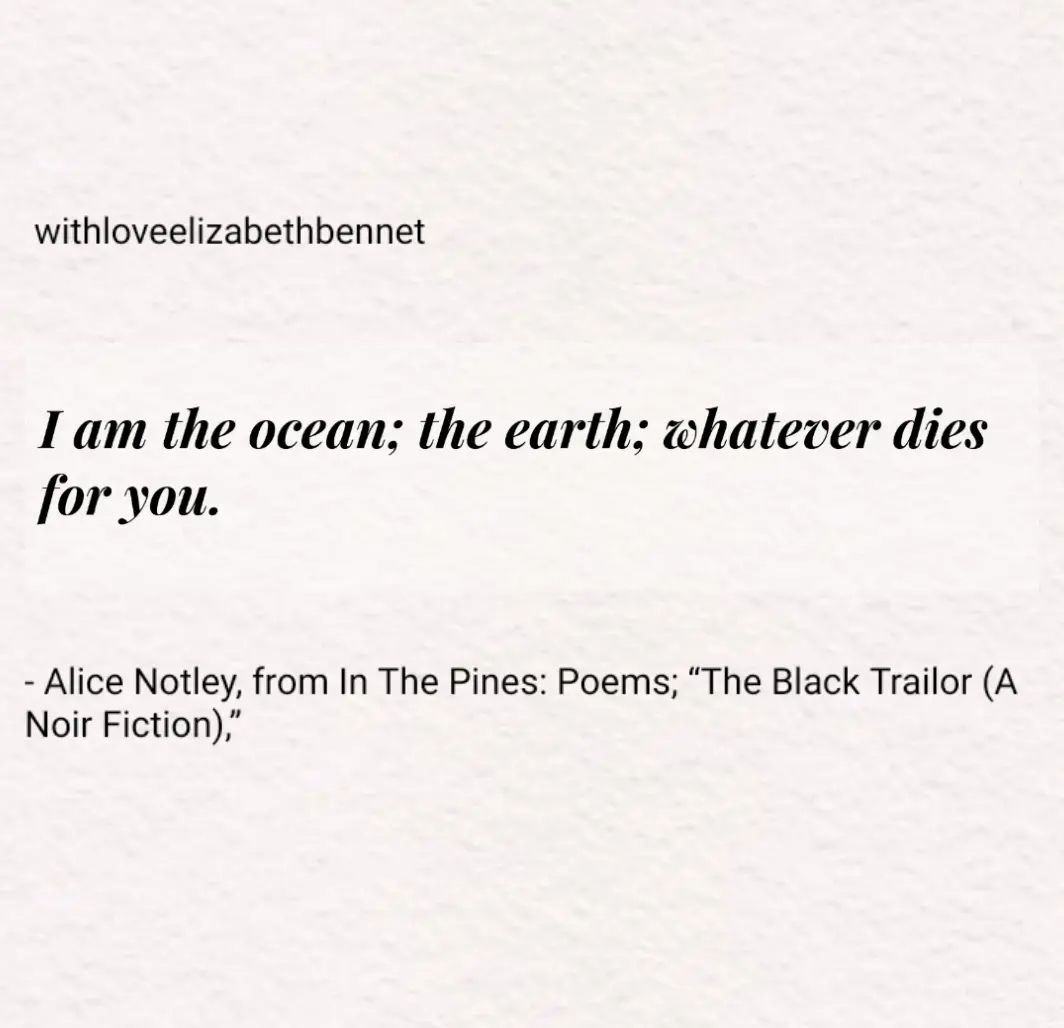 withloveelizabethbennet
I am the ocean; the earth; whatever dies
for you.
- Alice Notley, from In The Pines: Poems; “The Black Trailor (A
Noir Fiction),”